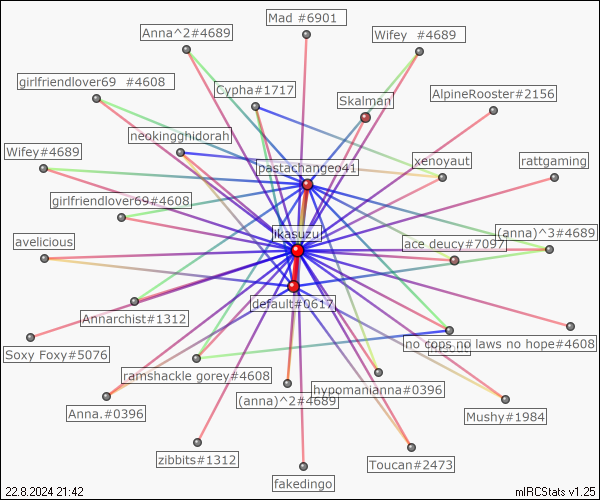 Mad #6901
Anna^2#4689
Wifey #4689
girlfriendlover69 #4608
Cypha#1717
Skalman
AlpineRooster#2156
neokingghidorah
Wifey#4689
pastachangeo41
xenoyaut
rattgaming
girlfriendlover69#4608
ikasuzu
(anna)^3#4689
avelicious
ace deucy#7097
default#0617
Annarchist#1312
Soxy Foxy#5076
no cops no laws no hope#4608
ramshackle gorey#4608
hypomanianna#0396
(anna)^2#4689
Anna.#0396
Mushy#1984
zibbits#1312
Toucan#2473
fakedingo
22.8.2024 21:42
mIRCStats v1.25